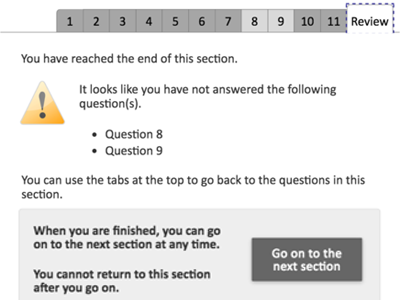 1 2 3 4 5 6 7 8 9 10 11 Review
You have reached the end of this section.
It looks like you have not answered the following
question(s).
• Question 8
• Question 9
You can use the tabs at the top to go back to the questions in this
section.
When you are finished, you can go
on to the next section at any time.
You cannot return to this section
after you go on.
Go on to the
next section